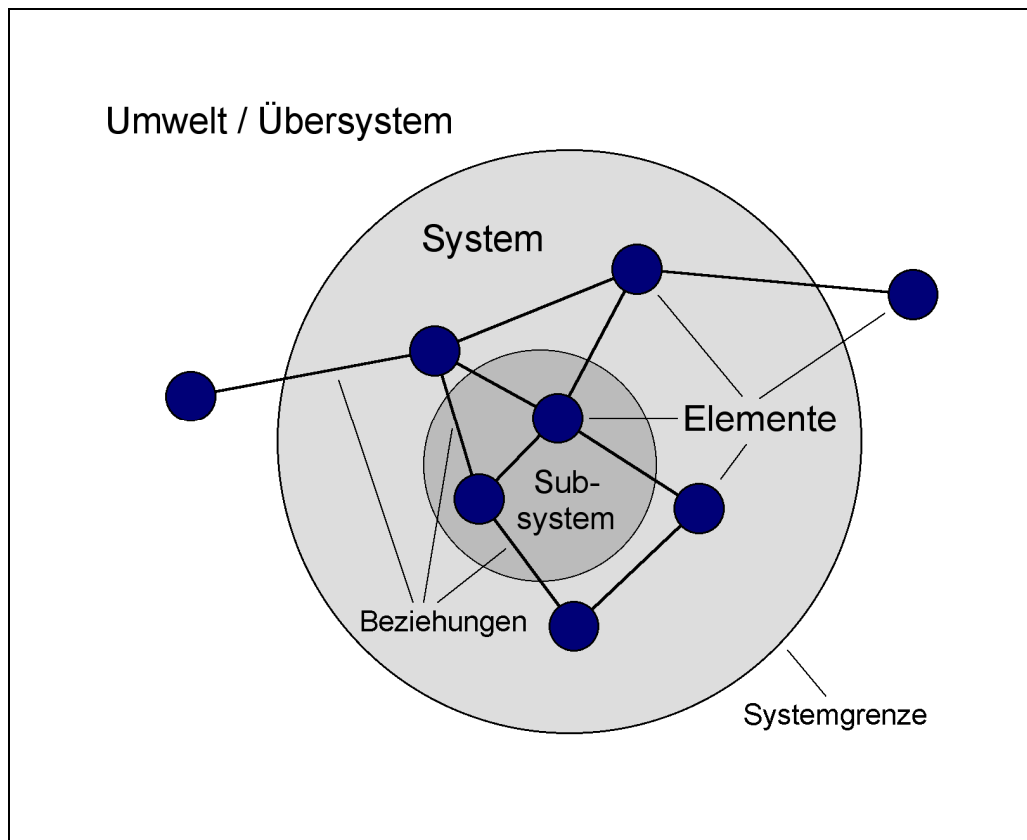 Umwelt / Übersystem
System
Elemente
Sub-
system
Beziehungen
Systemgrenze